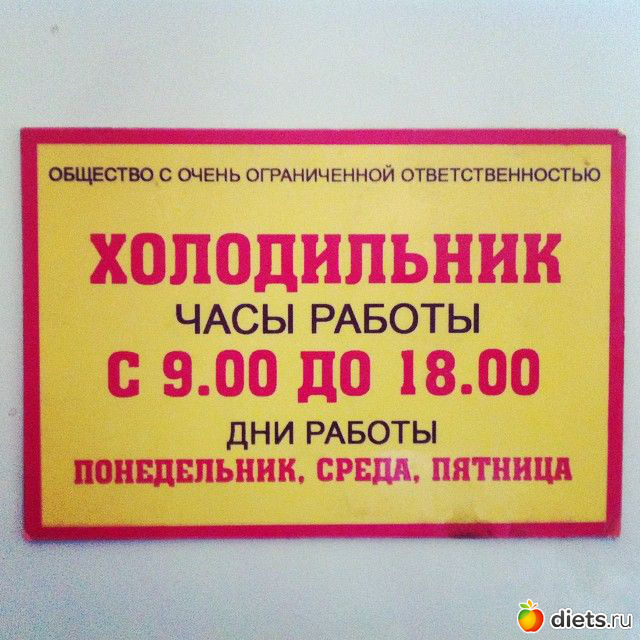 ОБЩЕСТВО С ОЧЕНЬ ОГРАНИЧЕННОЙ ОТВЕТСТВЕННОСТЬЮ
ХОЛОДИЛЬНИК
ЧАСЫ РАБОТЫ
С 9.00 ДО 18.00
ДНИ РАБОТЫ
ПОНЕДЕЛЬНИК, СРЕДА, ПЯТНИЦА
diets.ru